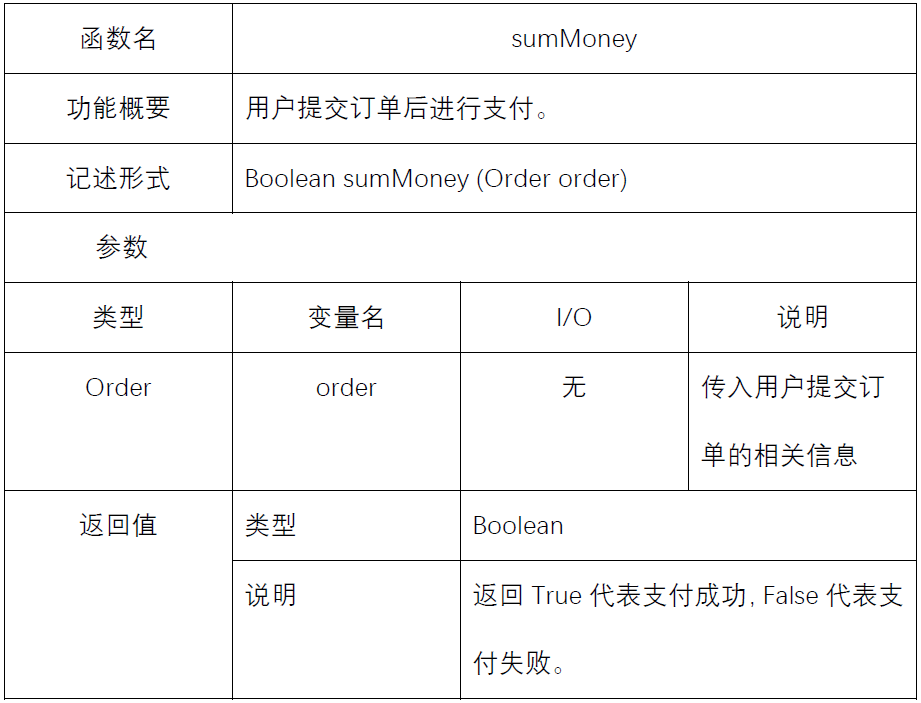 函数名 sumMoney
功能概要 用户提交订单后进行支付。
记述形式 Boolean sumMoney (Order order)
参数
类型 变量名 I/O 说明
Order order 无 传入用户提交订
单的相关信息
返回值 类型 Boolean
说明 返回 True 代表支付成功, False 代表支
付失败。